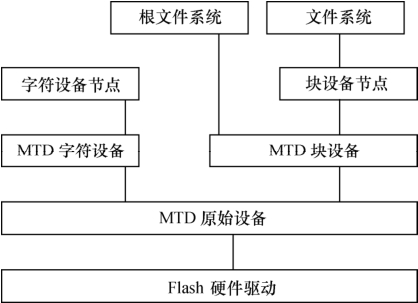 根文件系统
文件系统
字符设备节点
块设备节点
MTD 字符设备
MTD 块设备
MTD 原始设备
Flash 硬件驱动